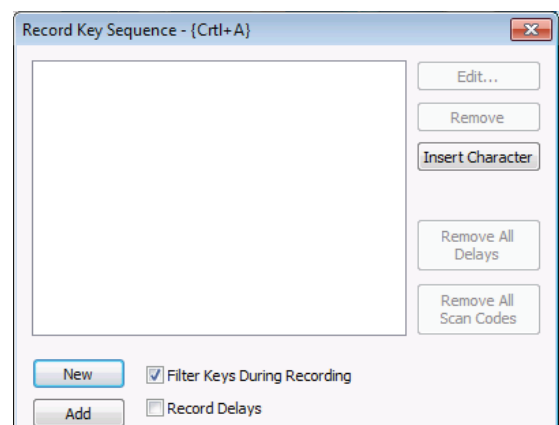 Record Key Sequence - {Crtl+A}
Edit...
Remove
Insert Character
Remove All
Delays
Remove All
Scan Codes
New
Filter Keys During Recording
Add
Record Delays